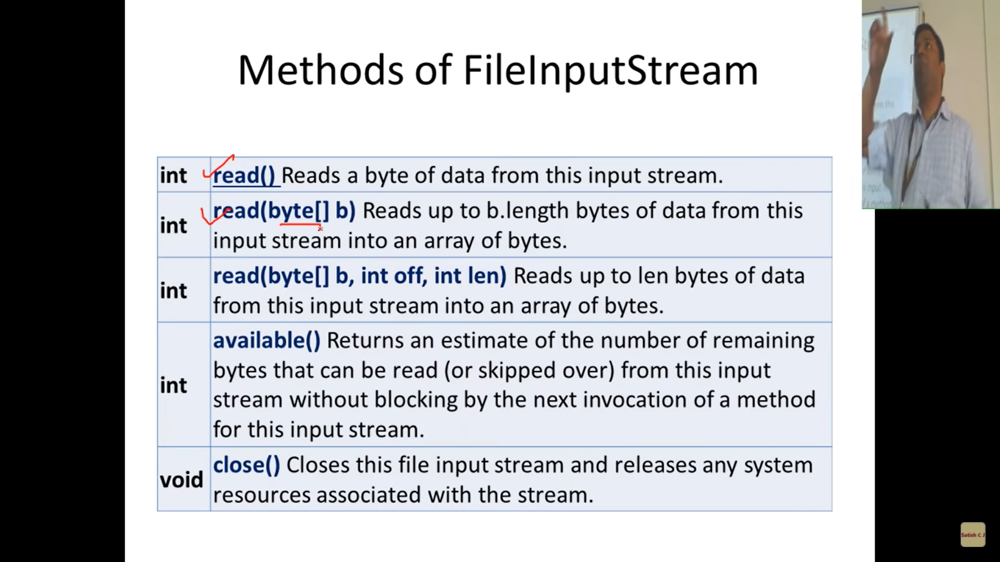 Methods of FileInputStream
int
read() Reads a byte of data from this input stream.
int
read(byte[] b) Reads up to b.length bytes of data from this
input stream into an array of bytes.
int
read(byte[] b, int off, int len) Reads up to len bytes of data
from this input stream into an array of bytes.
int
available() Returns an estimate of the number of remaining
bytes that can be read (or skipped over) from this input
stream without blocking by the next invocation of a method
for this input stream.
void
close() Closes this file input stream and releases any system
resources associated with the stream.
Satish C J